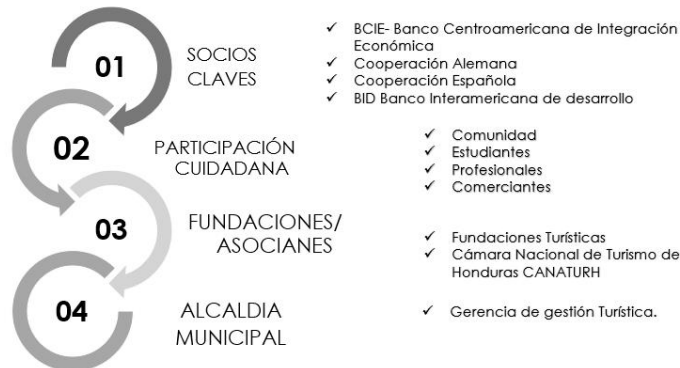 01
SOCIOS
CLAVES
✓ BCIE- Banco Centroamericana de Integración
Económica
✓ Cooperación Alemana
✓ Cooperación Española
✓ BID Banco Interamericana de desarrollo
02
PARTICIPACIÓN
CUIDADANA
✓ Comunidad
✓ Estudiantes
✓ Profesionales
✓ Comerciantes
03
FUNDACIONES/
ASOCIANES
✓ Fundaciones Turísticas
✓ Cámara Nacional de Turismo de
Honduras CANATURH
04
ALCALDIA
MUNICIPAL
✓ Gerencia de gestión Turística.